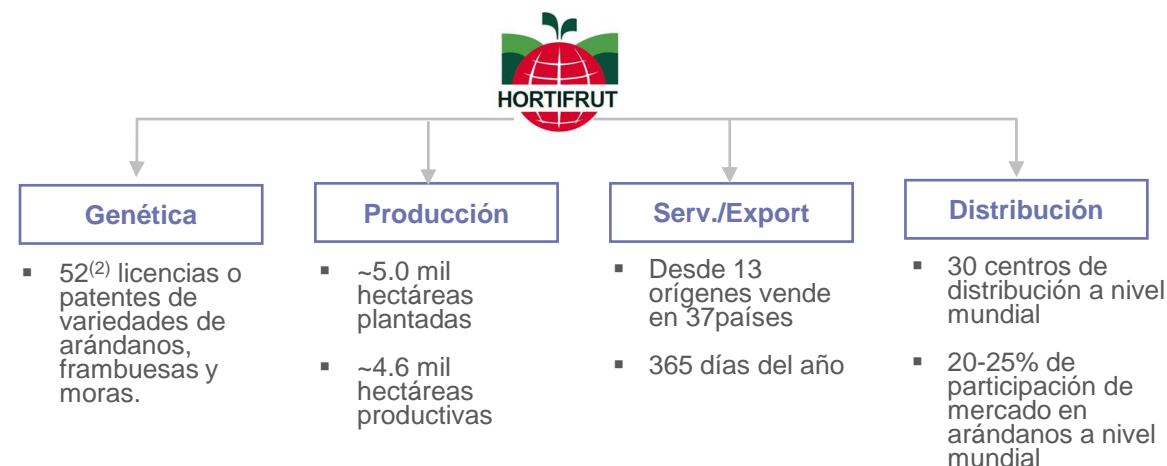 HORTIFRUT
Genética
52(2) licencias o
patentes de
variedades de
arándanos,
frambuesas y
moras.
Producción
~5.0 mil
hectáreas
plantadas
~4.6 mil
hectáreas
productivas
Serv./Export
Desde 13
orígenes vende
en 37países
365 días del año
Distribución
30 centros de
distribución a nivel
mundial
20-25% de
participación de
mercado en
arándanos a nivel
mundial